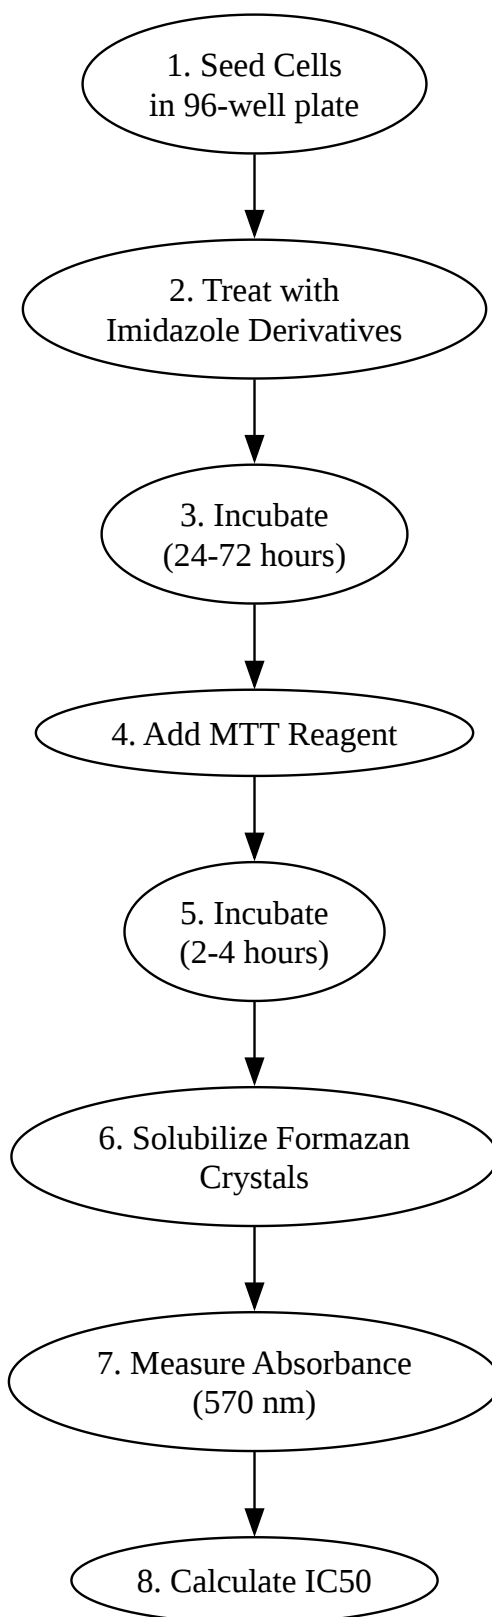 1. Seed Cells
in 96-well plate
2. Treat with
Imidazole Derivatives
3. Incubate
(24-72 hours)
4. Add MTT Reagent
5. Incubate
(2-4 hours)
6. Solubilize Formazan
Crystals
7. Measure Absorbance
(570 nm)
8. Calculate IC50